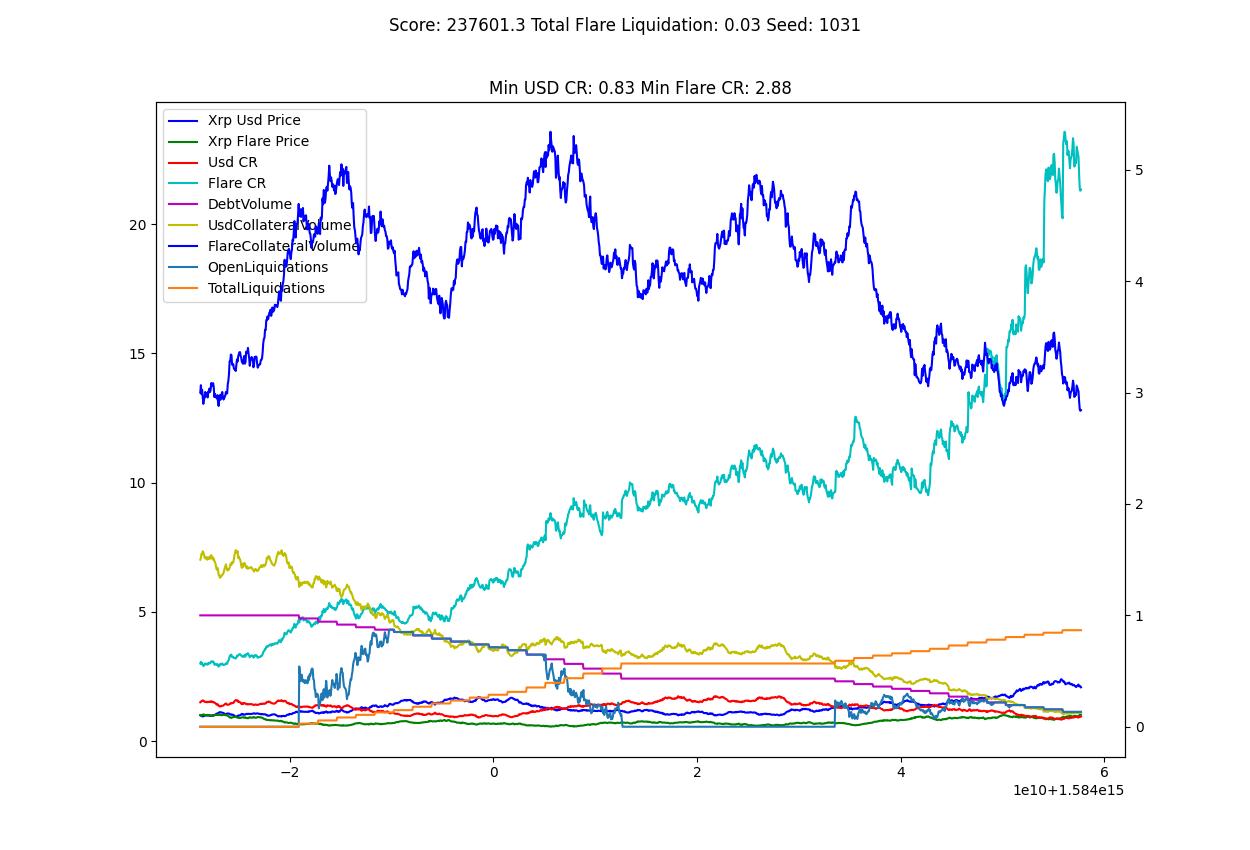 Score: 237601.3 Total Flare Liquidation: 0.03 Seed: 1031
Min USD CR: 0.83 Min Flare CR: 2.88
Xrp Usd Price
Xrp Flare Price
Usd CR
Flare CR
DebtVolume
UsdCollateralVolume
FlareCollateralVolume
OpenLiquidations
TotalLiquidations
20
15
10
5
0
5
4
3
2
1
0
−2 0 2 4 6
1e10+1.584e15